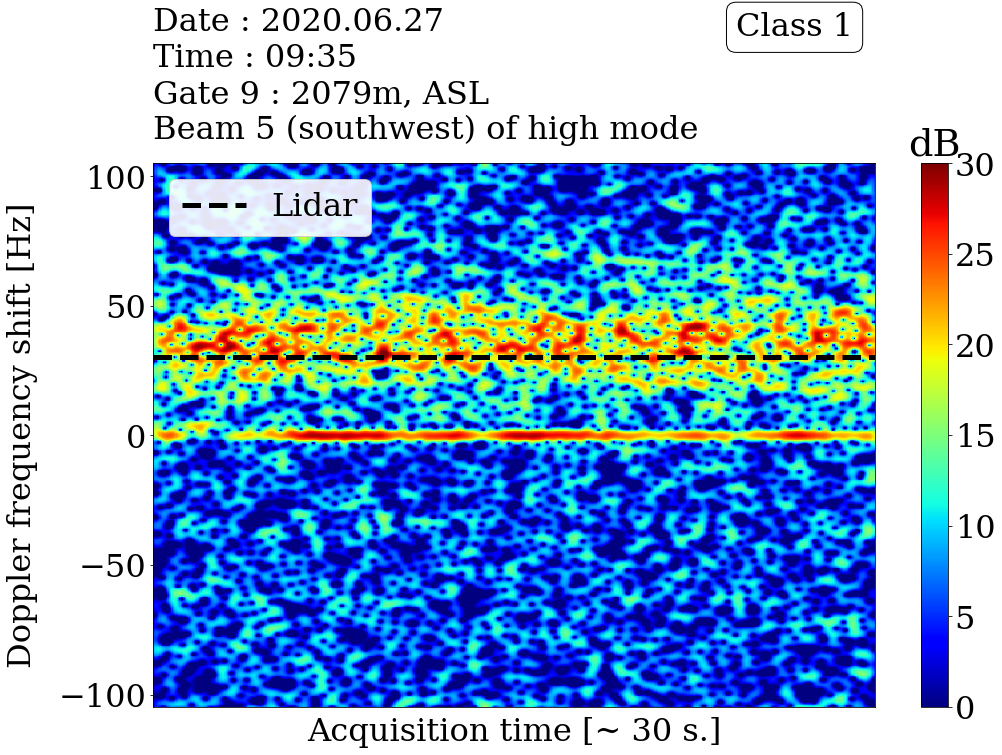 Date : 2020.06.27
Time : 09:35
Gate 9 : 2079m, ASL
Beam 5 (southwest) of high mode
Class 1
dB
Lidar
Doppler frequency shift [Hz]
100
50
0
−50
−100
30
25
20
15
10
5
0
Acquisition time [~ 30 s.]